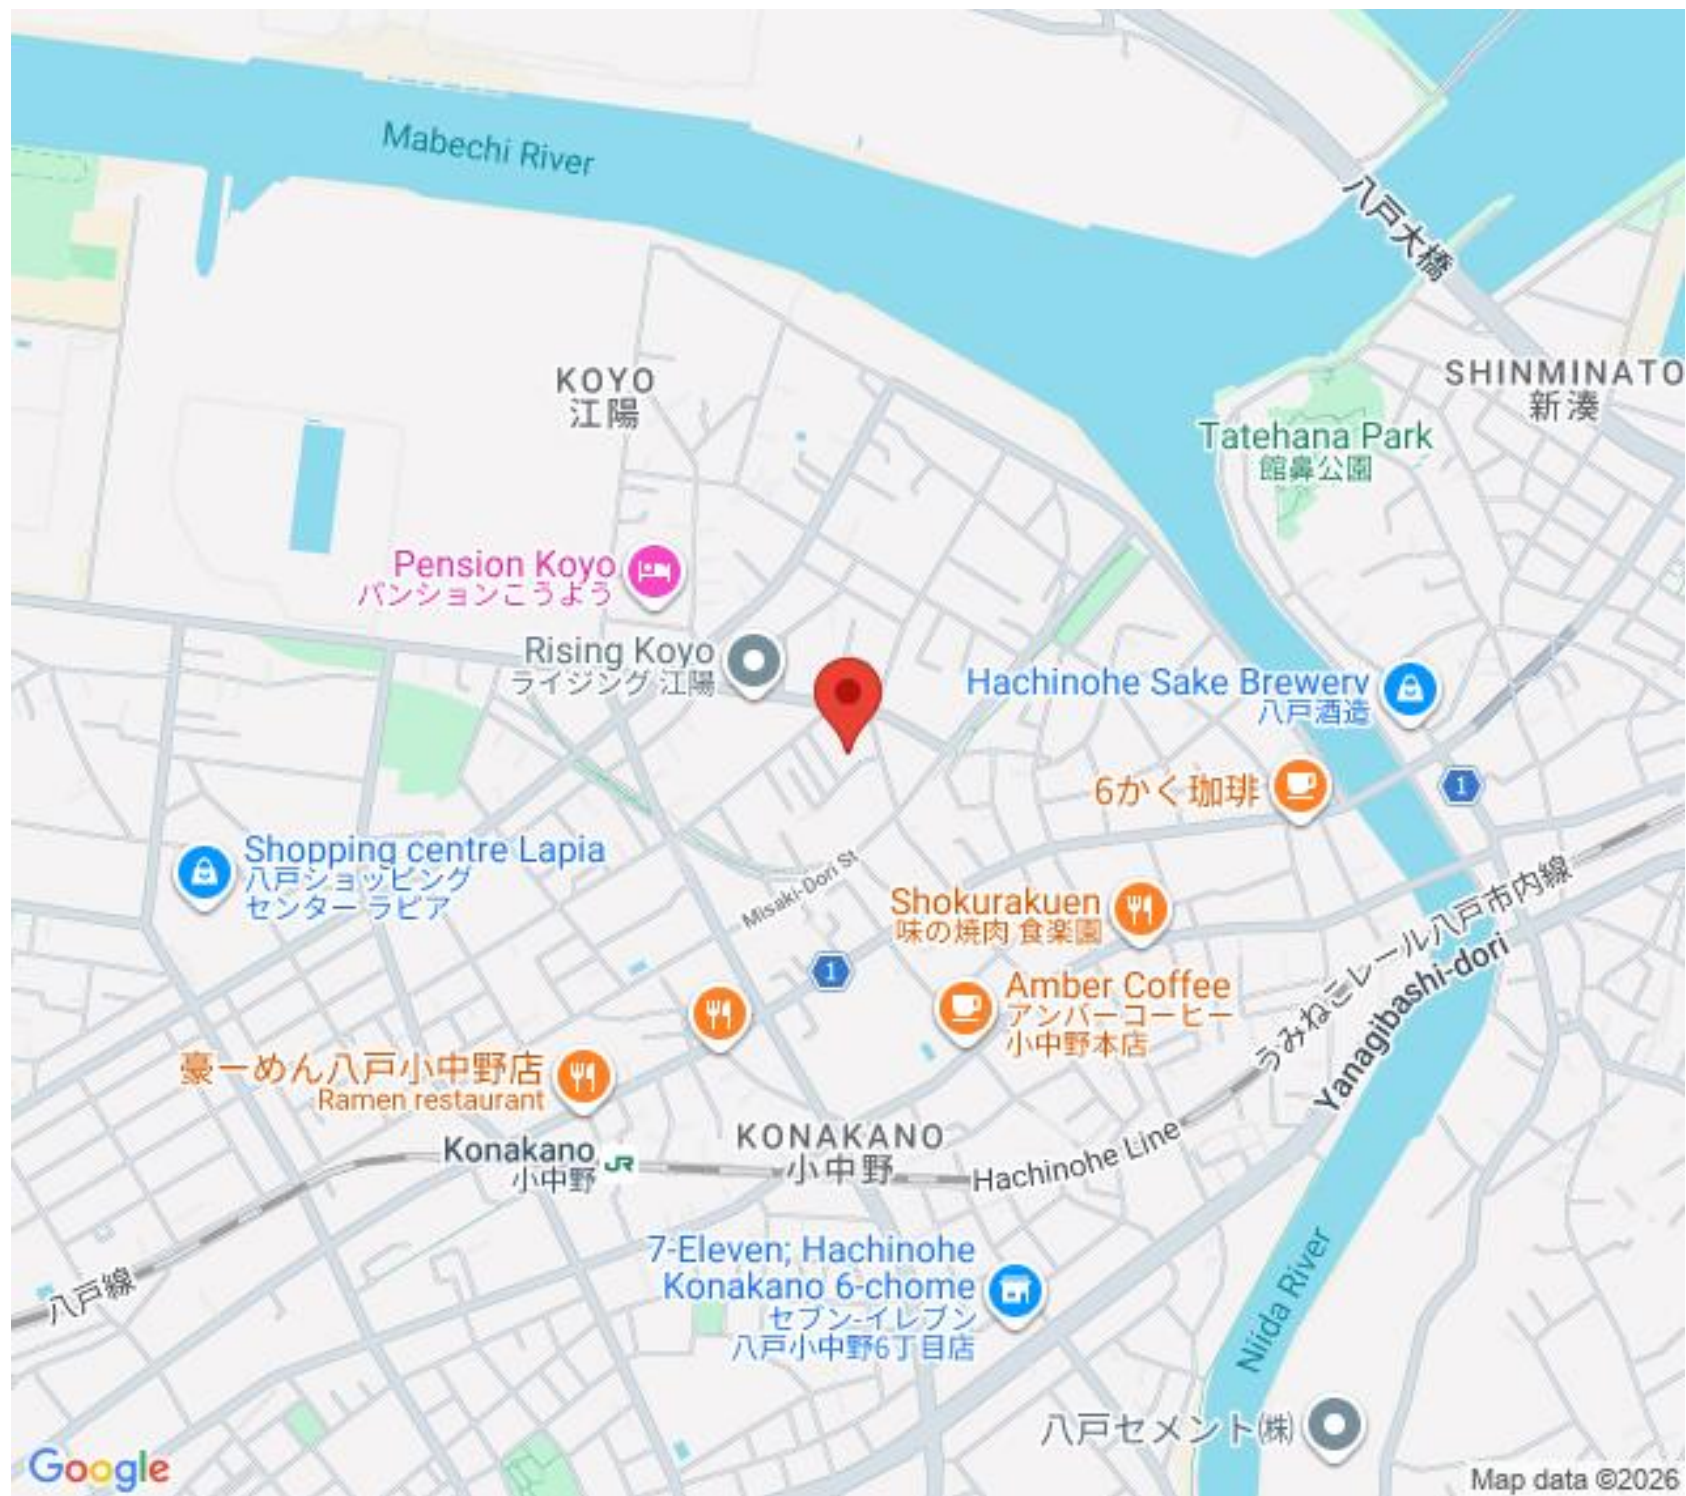 Mabechi River
八戸大橋
KOYO
江陽
SHINMINATO
新湊
Tatehana Park
館鼻公園
Pension Koyo
パンションこうよう
Rising Koyo
ライジング 江陽
Hachinohe Sake Brewery
八戸酒造
6かく珈琲
1
Shopping centre Lapia
八戸ショッピング
センター ラピア
Misaki-Dori St
Shokurakuen
味の焼肉 食楽園
うみねこレール八戸市内線
Yanagibashi-dori
1
Amber Coffee
アンバーコーヒー
小中野本店
豪ーめん八戸小中野店
Ramen restaurant
Konakano
小中野
JR
KONAKANO
小中野
Hachinohe Line
八戸線
7-Eleven; Hachinohe
Konakano 6-chome
セブン-イレブン
八戸小中野6丁目店
Niida River
八戸セメント㈱
Google
Map data ©2026